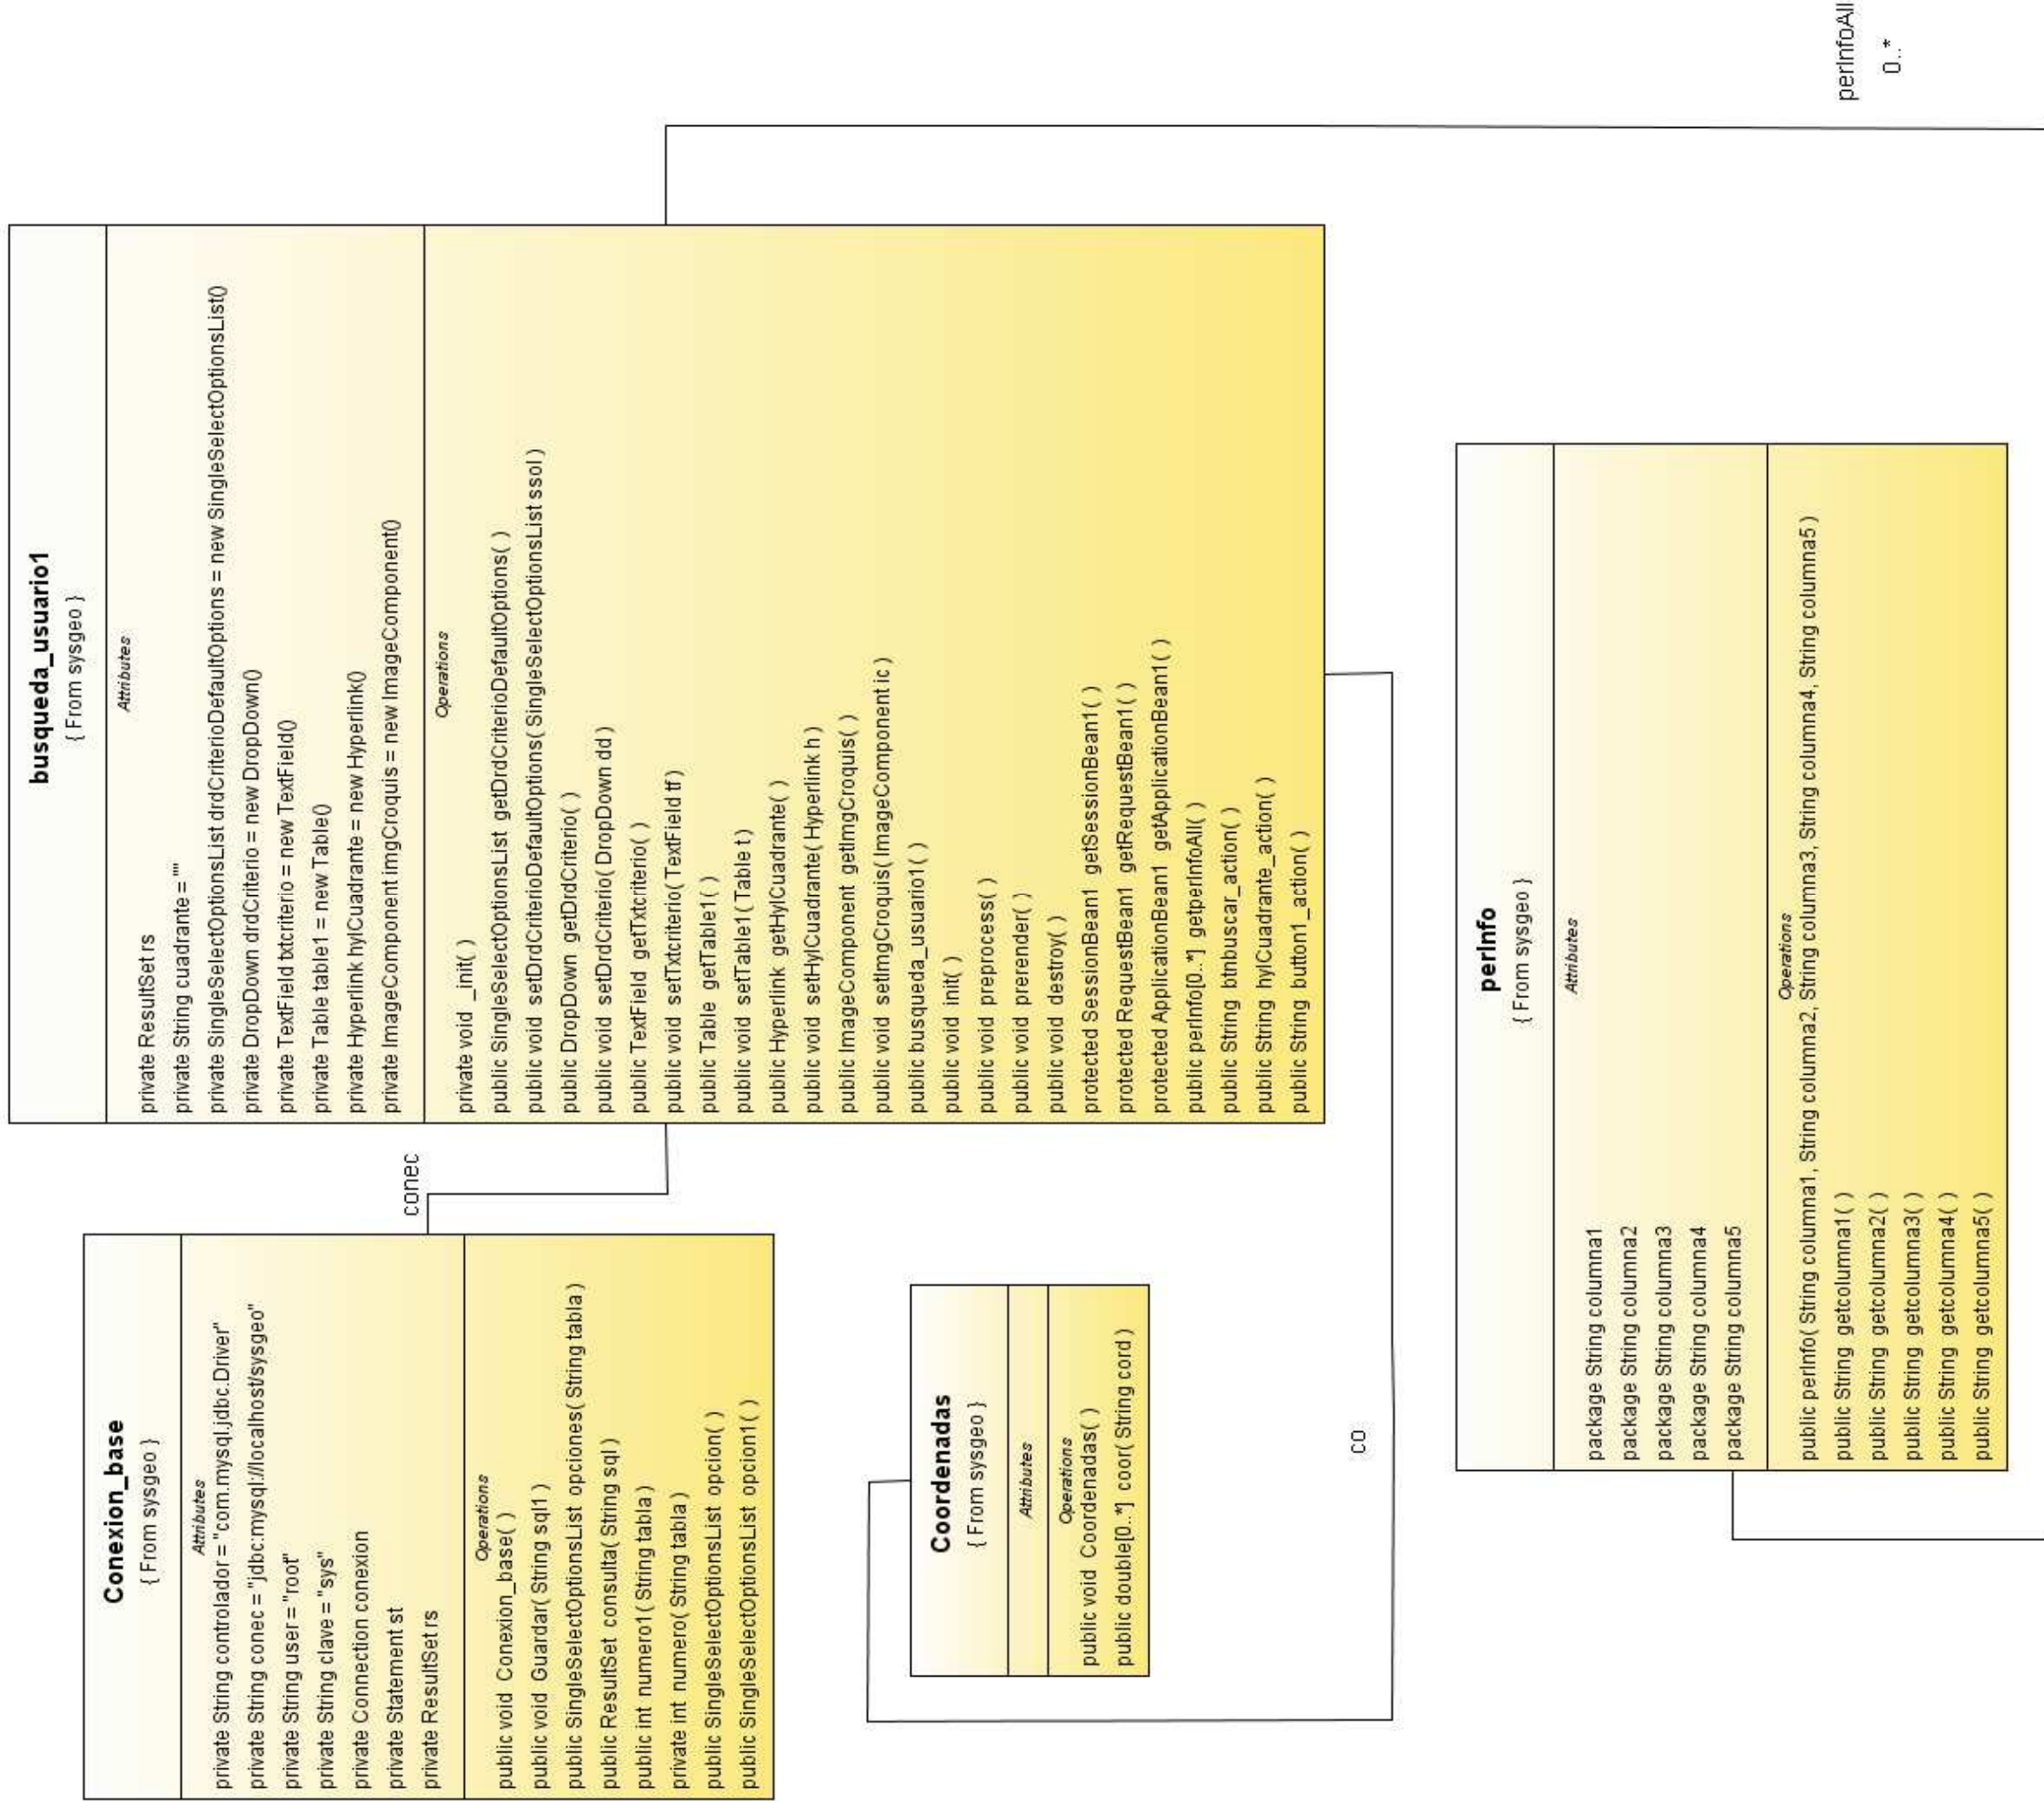 Conexion_base
{ From sysgeo }
Attributes
private String controlador = "com.mysql.jdbc.Driver"
private String conec = "jdbc:mysql://localhost/sysgeo"
private String user = "root"
private String clave = "sys"
private Connection conexion
private Statement st
private ResultSet rs
Operations
public void Conexion_base( )
public void Guardar( String sql1 )
public SingleSelectOptionsList opciones( String tabla )
public ResultSet consulta( String sql )
public int numero1( String tabla )
private int numero( String tabla )
public SingleSelectOptionsList opcion( )
public SingleSelectOptionsList opcion1( )
conec
busqueda_usuario1
{ From sysgeo }
Attributes
private ResultSet rs
private String cuadrante = ""
private SingleSelectOptionsList drdCriterioDefaultOptions = new SingleSelectOptionsList()
private DropDown drdCriterio = new DropDown()
private TextField txtcriterio = new TextField()
private Table table1 = new Table()
private Hyperlink hylCuadrante = new Hyperlink()
private ImageComponent imgCroquis = new ImageComponent()
Operations
private void _init( )
public SingleSelectOptionsList getDrdCriterioDefaultOptions( )
public void setDrdCriterioDefaultOptions( SingleSelectOptionsList ssol )
public DropDown getDrdCriterio( )
public void setDrdCriterio( DropDown dd )
public TextField getTxtcriterio( )
public void setTxtcriterio( TextField tf )
public Table getTable1( )
public void setTable1( Table t )
public Hyperlink getHylCuadrante( )
public void setHylCuadrante( Hyperlink h )
public ImageComponent getImgCroquis( )
public void setImgCroquis( ImageComponent ic )
public busqueda_usuario1( )
public void init( )
public void preprocess( )
public void prerender( )
public void destroy( )
protected SessionBean1 getSessionBean1( )
protected RequestBean1 getRequestBean1( )
protected ApplicationBean1 getApplicationBean1( )
public perInfo[0..*] getperInfoAll( )
public String btnbuscar_action( )
public String hylCuadrante_action( )
public String button1_action( )
Coordenadas
{ From sysgeo }
Attributes
Operations
public void Coordenadas( )
public double[0..*] coor( String cord )
co
perInfo
{ From sysgeo }
Attributes
package String columna1
package String columna2
package String columna3
package String columna4
package String columna5
Operations
public perInfo( String columna1, String columna2, String columna3, String columna4, String columna5 )
public String getcolumna1( )
public String getcolumna2( )
public String getcolumna3( )
public String getcolumna4( )
public String getcolumna5( )
perInfoAll
0..*